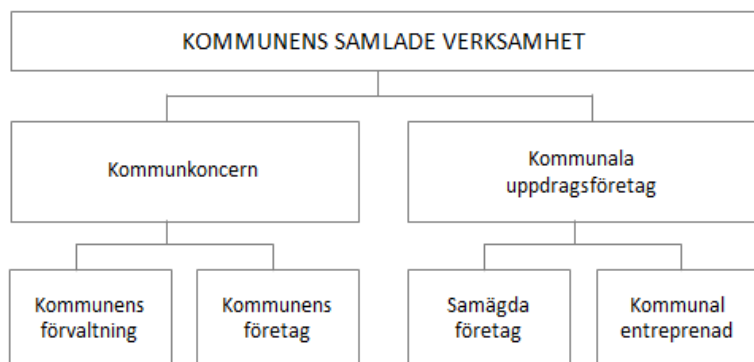 KOMMUNENS SAMLADE VERKSAMHET
Kommunkoncern
Kommunala
uppdragsföretag
Kommunens
förvaltning
Kommunens
företag
Samägda
företag
Kommunal
entreprenad